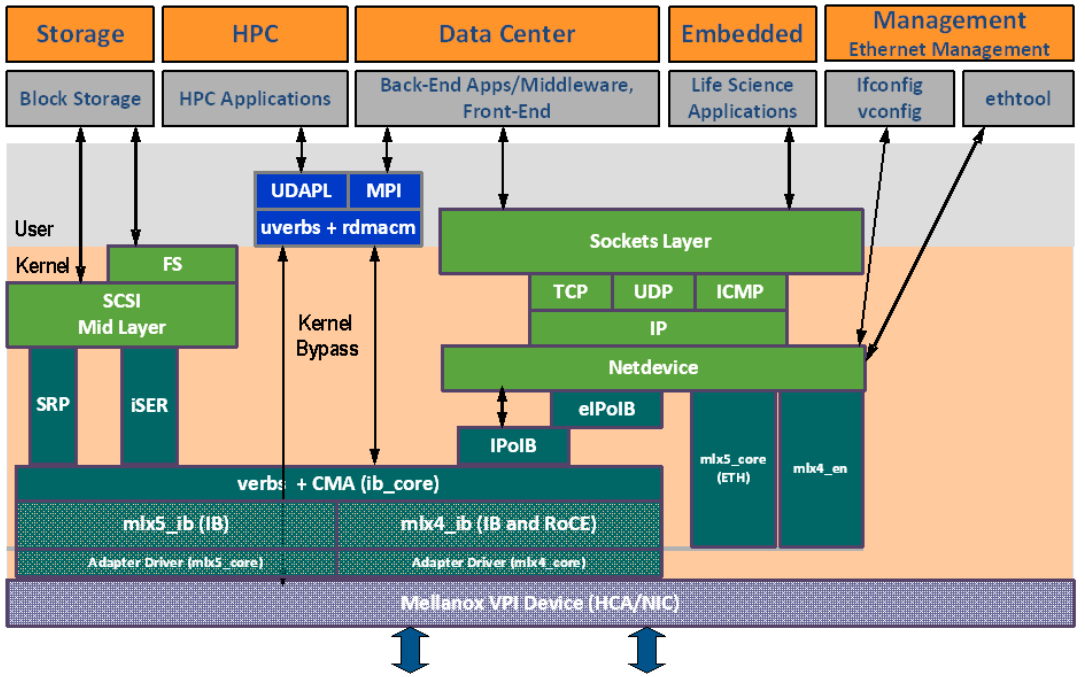 Storage
HPC
Data Center
Embedded
Management
Ethernet Management
Block Storage
HPC Applications
Back-End Apps/Middleware,
Front-End
Life Science
Applications
Ifconfig
vconfig
ethtool
UDAPL
MPI
uverbs + rdmacm
User
Kernel
FS
SCSI
Mid Layer
Sockets Layer
TCP
UDP
ICMP
IP
Kernel
Bypass
Netdevice
SRP
iSER
eIPoIB
IPoIB
mlx5_core
(ETH)
mlx4_en
verbs + CMA (ib_core)
mlx5_ib (IB)
mlx4_ib (IB and RoCE)
Adapter Driver (mlx5_core)
Adapter Driver (mlx4_core)
Mellanox VPI Device (HCA/NIC)